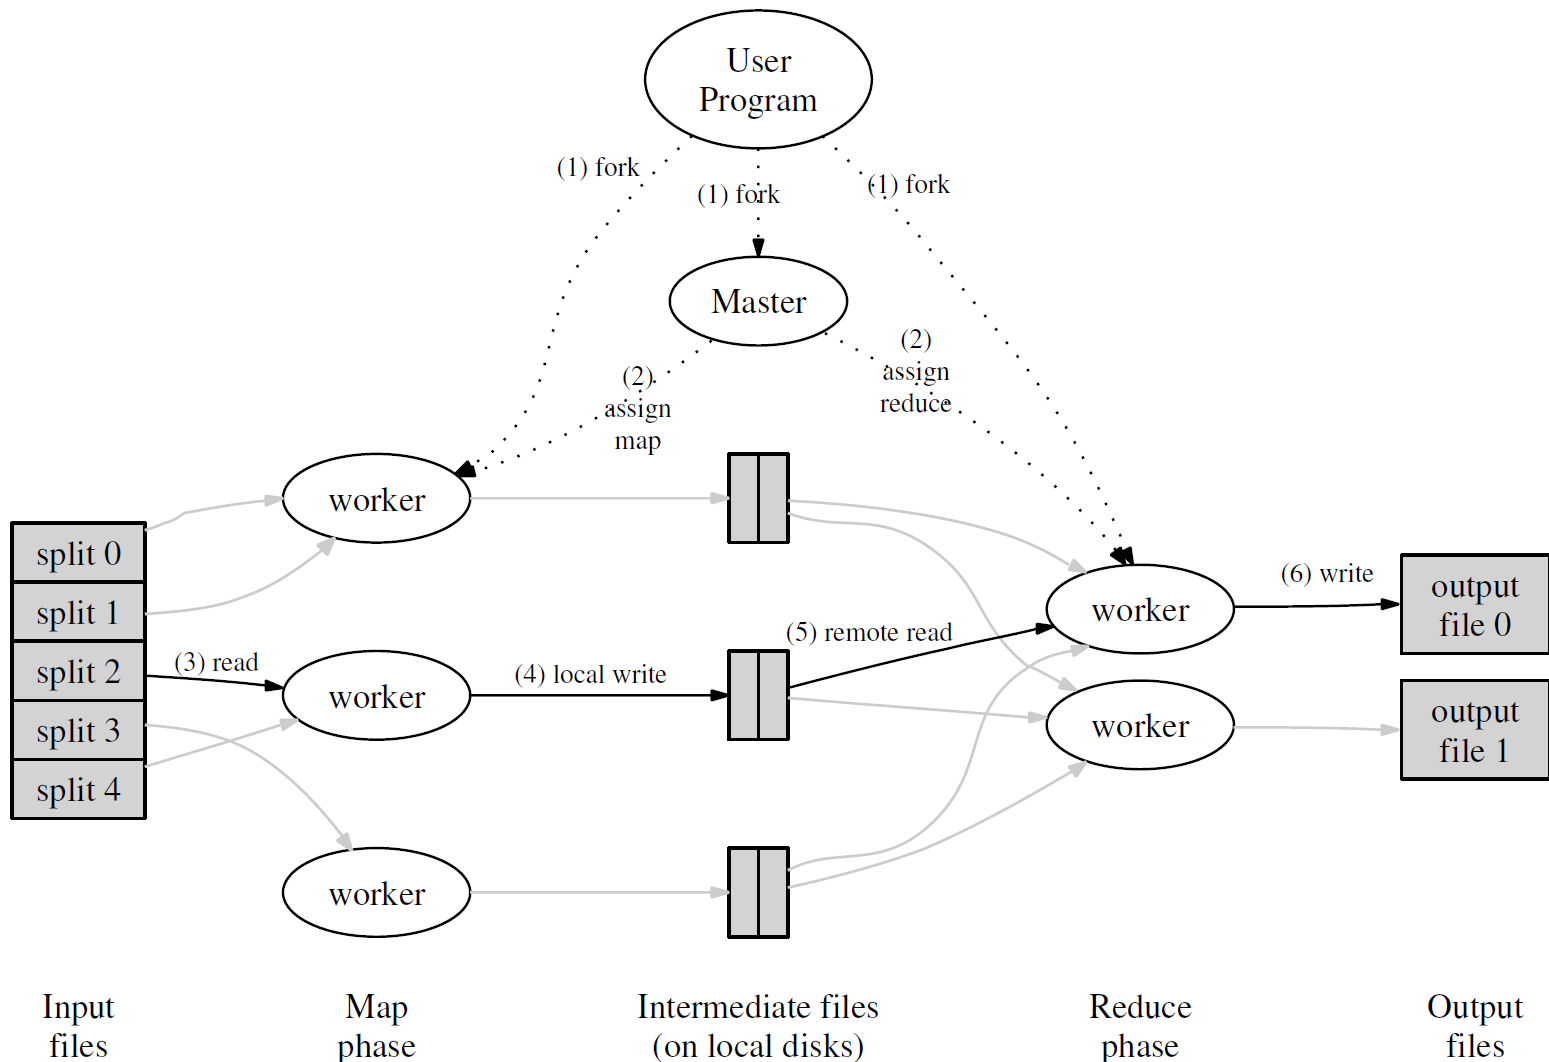 User
Program
(1) fork
(1) fork
(1) fork
Master
(2)
assign
map
(2)
assign
reduce
worker
split 0
split 1
split 2
split 3
split 4
(3) read
worker
(4) local write
(5) remote read
worker
(6) write
output
file 0
worker
output
file 1
worker
Input
files
Map
phase
Intermediate files
(on local disks)
Reduce
phase
Output
files